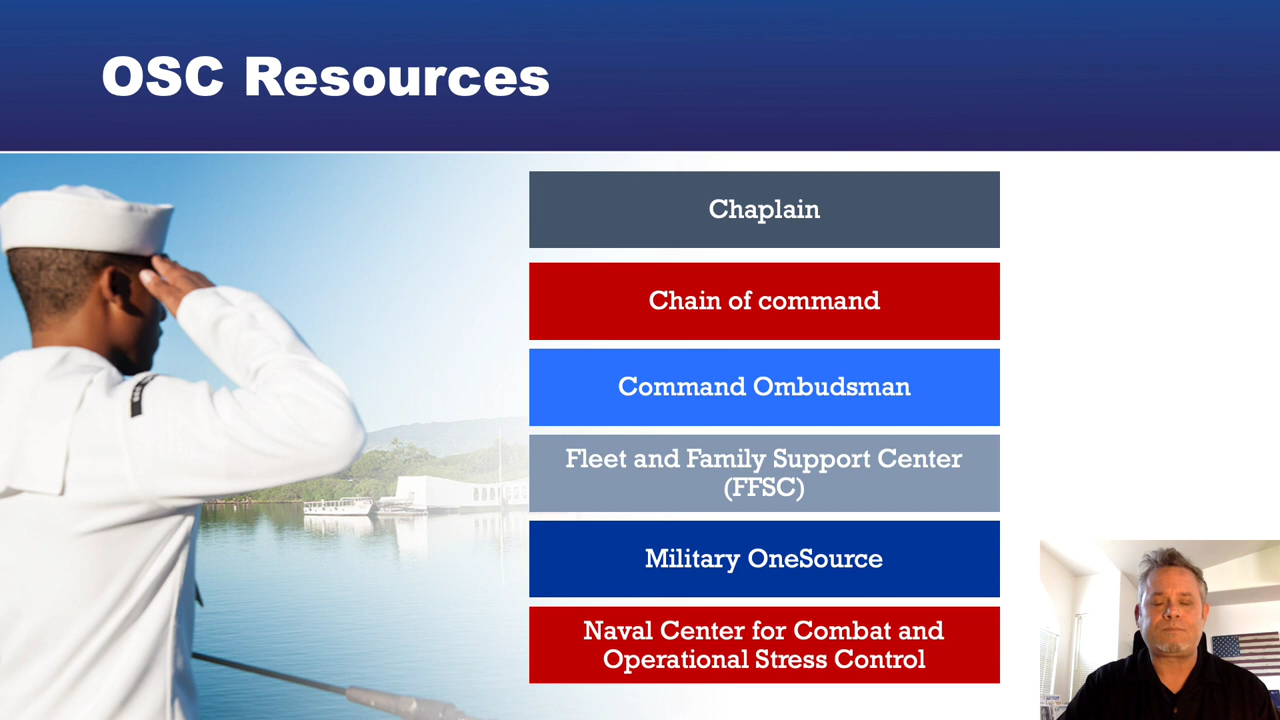 OSC Resources
Chaplain
Chain of command
Command Ombudsman
Fleet and Family Support Center
(FFSC)
Military OneSource
Naval Center for Combat and
Operational Stress Control